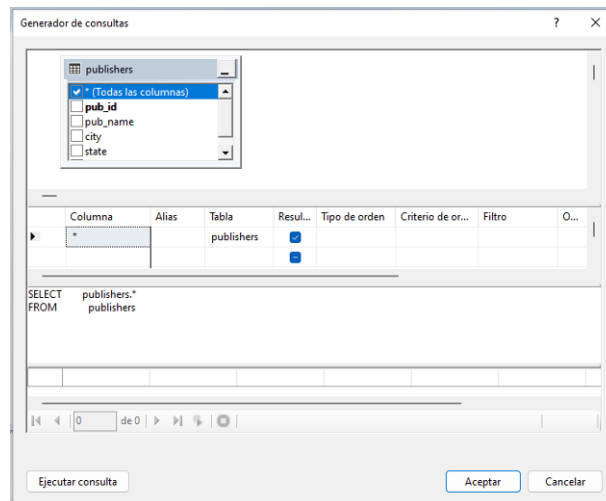 Generador de consultas ? ×
publishers
* (Todas las columnas)
pub_id
pub_name
city
state
Columna Alias Tabla Resul... Tipo de orden Criterio de or... Filtro O...
* publishers
SELECT publishers.*
FROM publishers
0 de 0
Ejecutar consulta Aceptar Cancelar